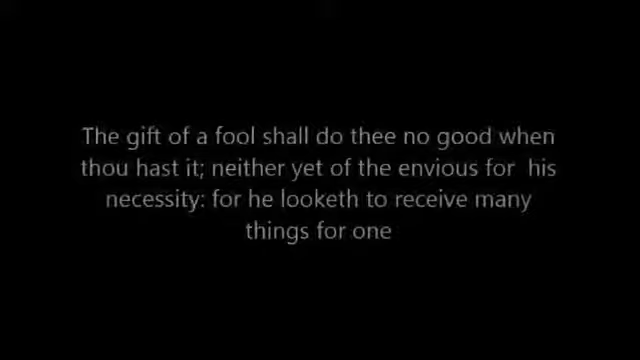 The gift of a fool shall do thee no good when
thou hast it; neither yet of the envious for  his
necessity: for he looketh to receive many
things for one